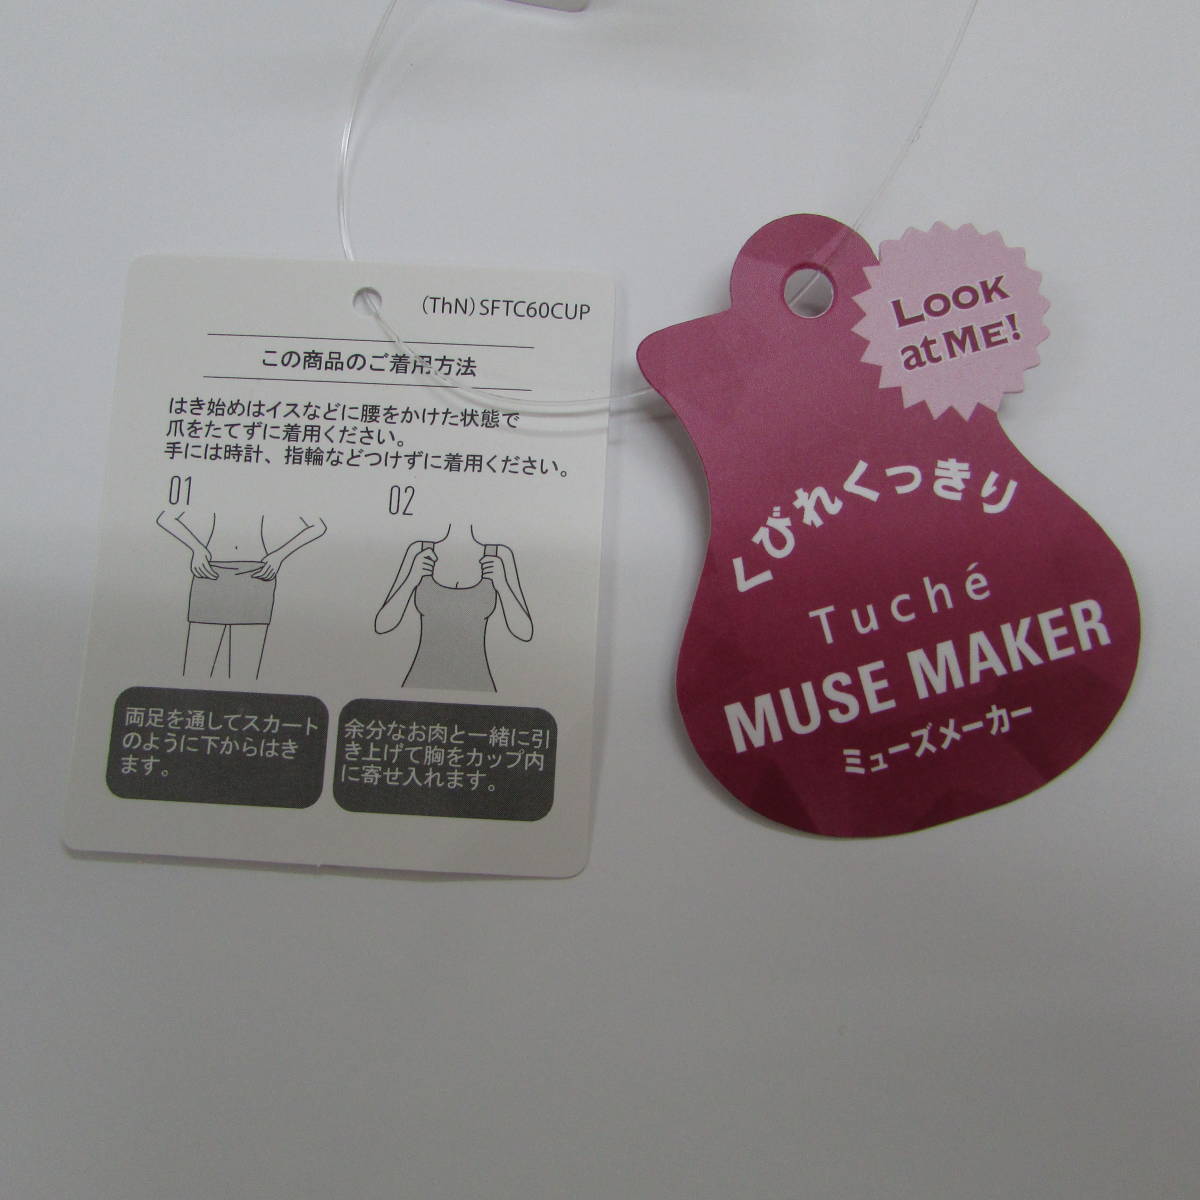 (ThN) SFTC60CUP
この商品のご着用方法
はき始めはイスなどに腰をかけた状態で
爪をたてずに着用ください。
手には時計、指輪などつけずに着用ください。
01
02
両足を通してスカート
のように下からはき
ます。
余分なお肉と一緒に引
き上げて胸をカップ内
に寄せ入れます。
LOOK
at ME!
くびれくっきり
Tuché
MUSE MAKER
ミューズメーカー